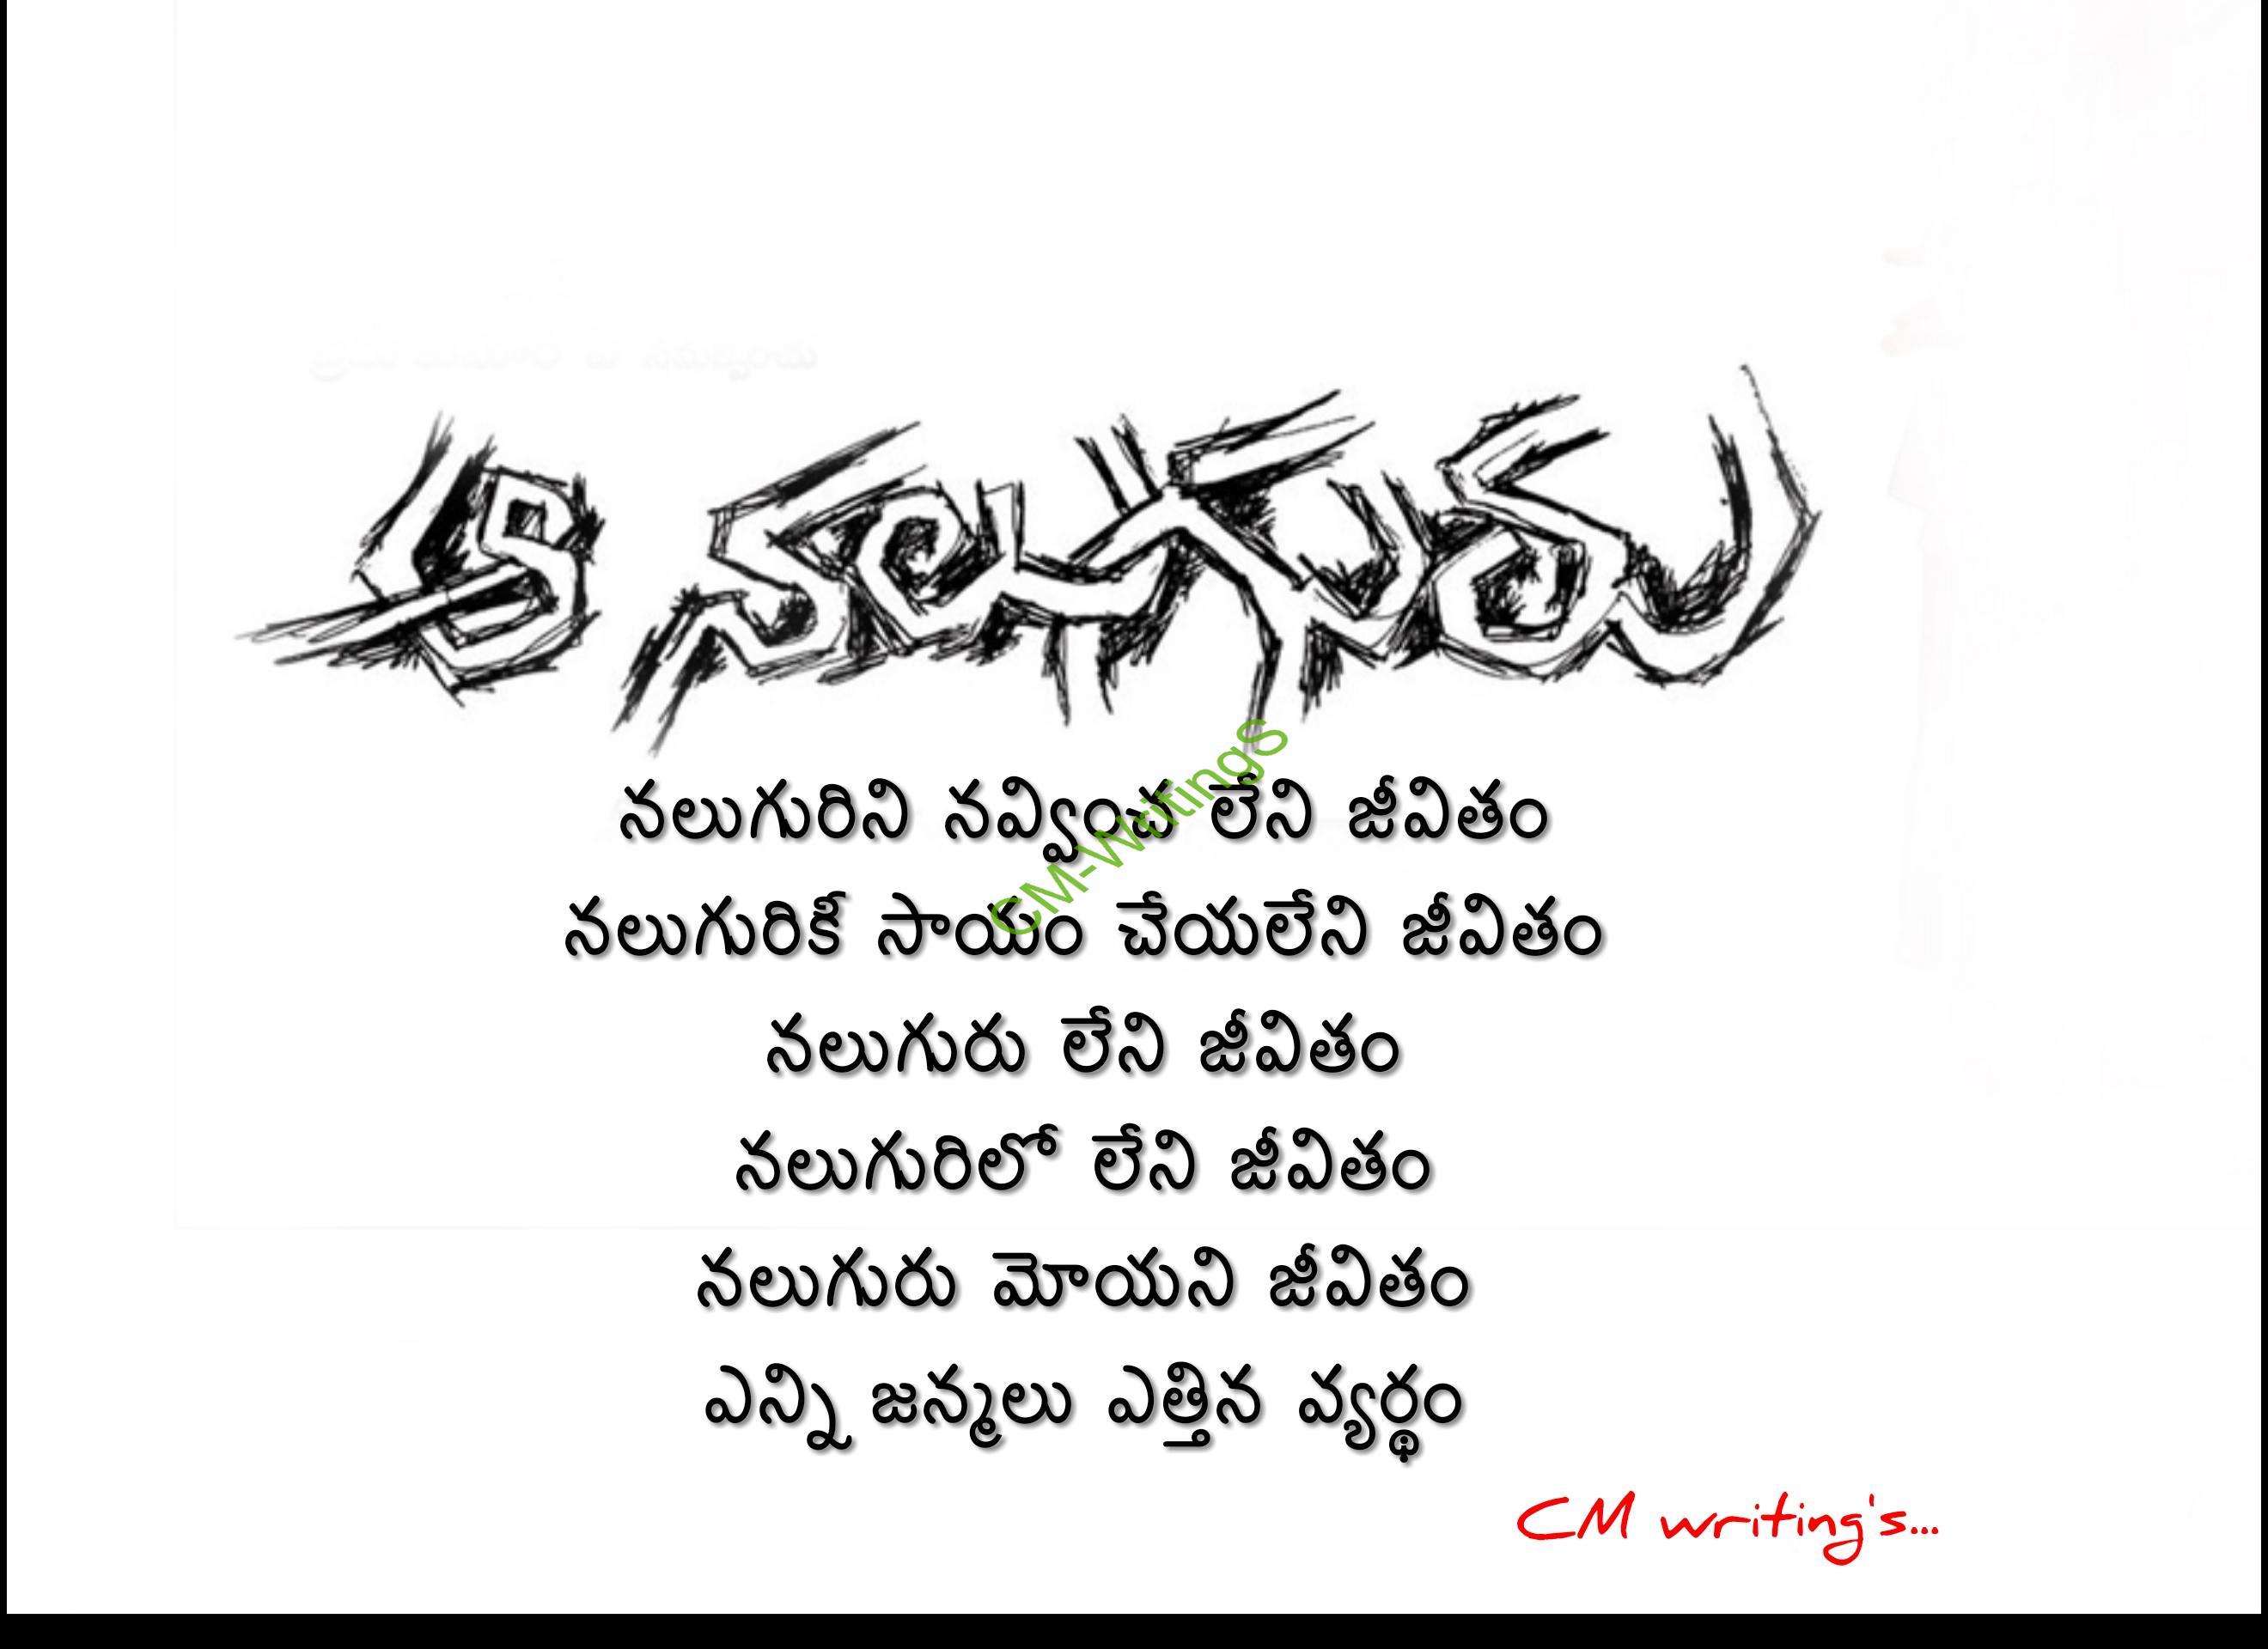 ఆ నలుగురు
నలుగురిని నవ్వించ లేని జీవితం
నలుగురికీ సాయం చేయలేని జీవితం
నలుగురు లేని జీవితం
నలుగురిలో లేని జీవితం
నలుగురు మోయని జీవితం
ఎన్ని జన్మలు ఎత్తిన వ్యర్థం
CM-Writings
CM writing's...